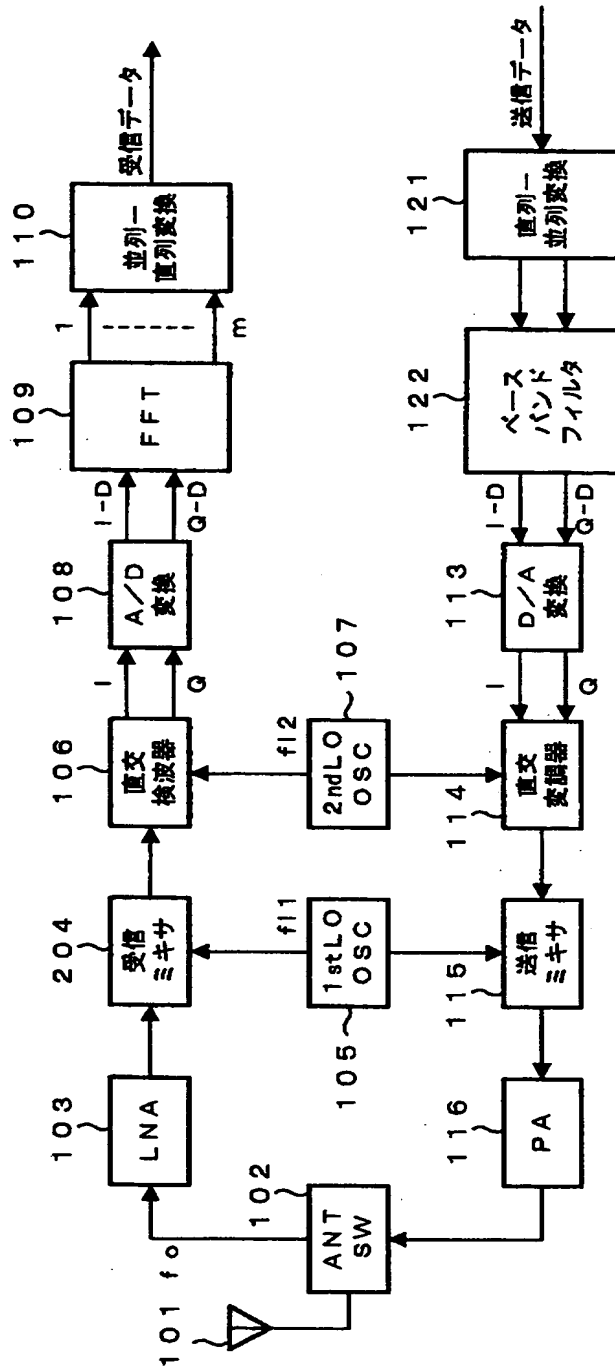 101
fo
102
ANT
SW
103
LNA
204
受信
ミキサ
106
直交
検波器
I
Q
108
A/D
変換
I-D
Q-D
109
FFT
1
m
110
並列ー
直列変換
受信データ
fl1
1stLO
OSC
105
fl2
2ndLO
OSC
107
116
PA
115
送信
ミキサ
114
直交
変調器
I
Q
113
D/A
変換
I-D
Q-D
122
ベース
バンド
フィルタ
121
直列ー
並列変換
送信データ